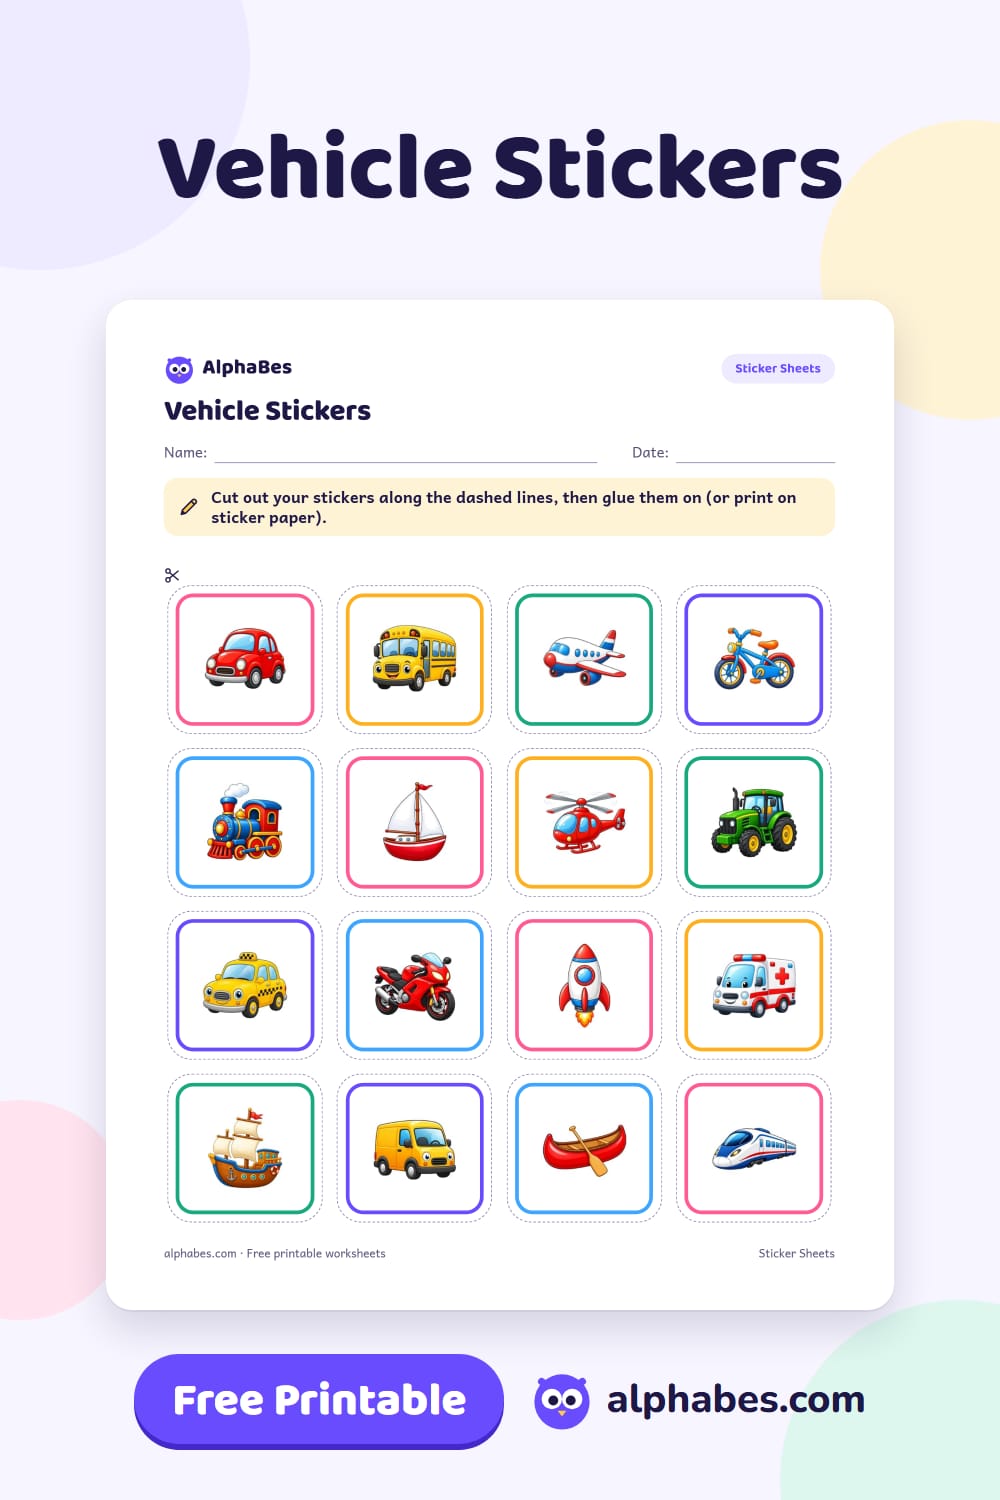 Vehicle Stickers
AlphaBes
Sticker Sheets
Vehicle Stickers
Name:
Date:
Cut out your stickers along the dashed lines, then glue them on (or print on
sticker paper).
alphabes.com · Free printable worksheets
Sticker Sheets
Free Printable
alphabes.com